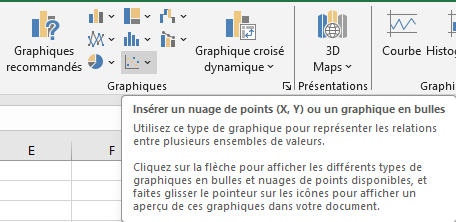 Graphiques
recommandés
Graphique croisé
dynamique
3D
Maps
Courbe
Graphiques
Présentations
Insérer un nuage de points (X, Y) ou un graphique en bulles
Utilisez ce type de graphique pour représenter les relations
entre plusieurs ensembles de valeurs.
Cliquez sur la flèche pour afficher les différents types de
graphiques en bulles et nuages de points disponibles, et
faites glisser le pointeur sur les icônes pour afficher un
aperçu de ces graphiques dans votre document.
E
F